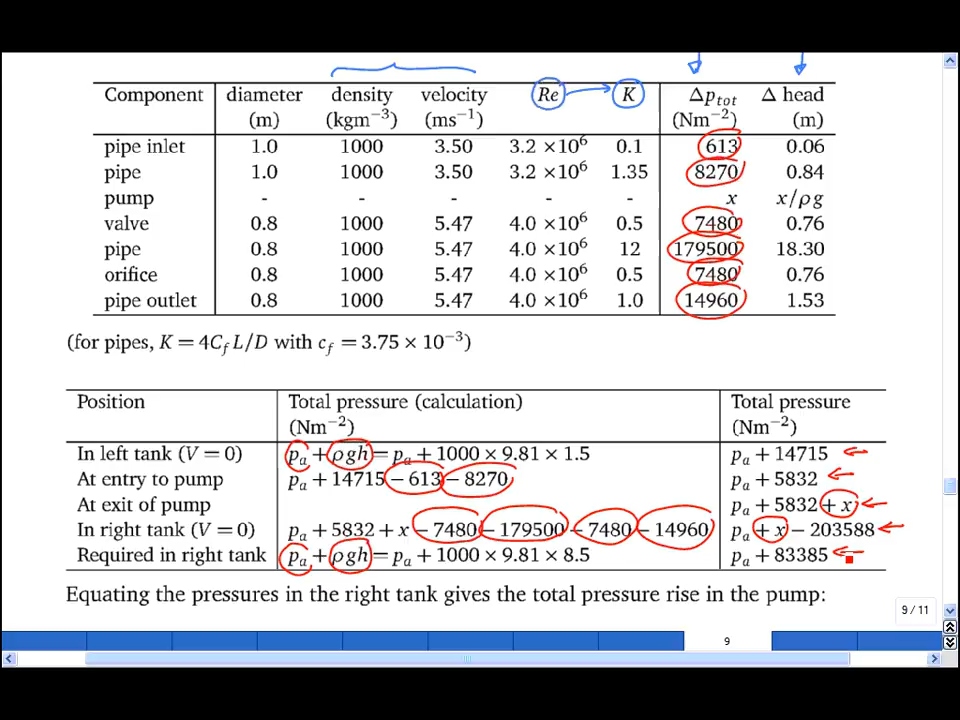 Component diameter density velocity Re K Δp_tot Δ head
(m) (kgm⁻³) (ms⁻¹) (Nm⁻²) (m)
pipe inlet 1.0 1000 3.50 3.2 ×10⁶ 0.1 613 0.06
pipe 1.0 1000 3.50 3.2 ×10⁶ 1.35 8270 0.84
pump - - - - - x x/ρg
valve 0.8 1000 5.47 4.0 ×10⁶ 0.5 7480 0.76
pipe 0.8 1000 5.47 4.0 ×10⁶ 12 179500 18.30
orifice 0.8 1000 5.47 4.0 ×10⁶ 0.5 7480 0.76
pipe outlet 0.8 1000 5.47 4.0 ×10⁶ 1.0 14960 1.53
(for pipes, K = 4C_f L/D with c_f = 3.75 × 10⁻³)
Position Total pressure (calculation) Total pressure
(Nm⁻²) (Nm⁻²)
In left tank (V = 0) p_a + ρgh = p_a + 1000 × 9.81 × 1.5 p_a + 14715
At entry to pump p_a + 14715 − 613 − 8270 p_a + 5832
At exit of pump p_a + 5832 + x
In right tank (V = 0) p_a + 5832 + x − 7480 − 179500 − 7480 − 14960 p_a + x − 203588
Required in right tank p_a + ρgh = p_a + 1000 × 9.81 × 8.5 p_a + 83385
Equating the pressures in the right tank gives the total pressure rise in the pump:
9 / 11
9